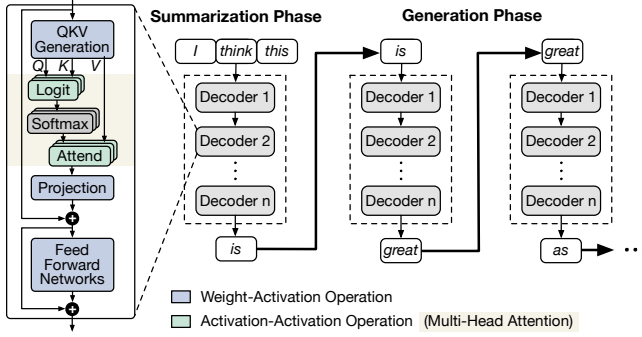 Summarization Phase
Generation Phase
QKV
Generation
Q K V
Logit
Softmax
Attend
Projection
+
Feed
Forward
Networks
+
I think this
Decoder 1
Decoder 2
⋮
Decoder n
is
is
Decoder 1
Decoder 2
⋮
Decoder n
great
great
Decoder 1
Decoder 2
⋮
Decoder n
as
Weight-Activation Operation
Activation-Activation Operation (Multi-Head Attention)